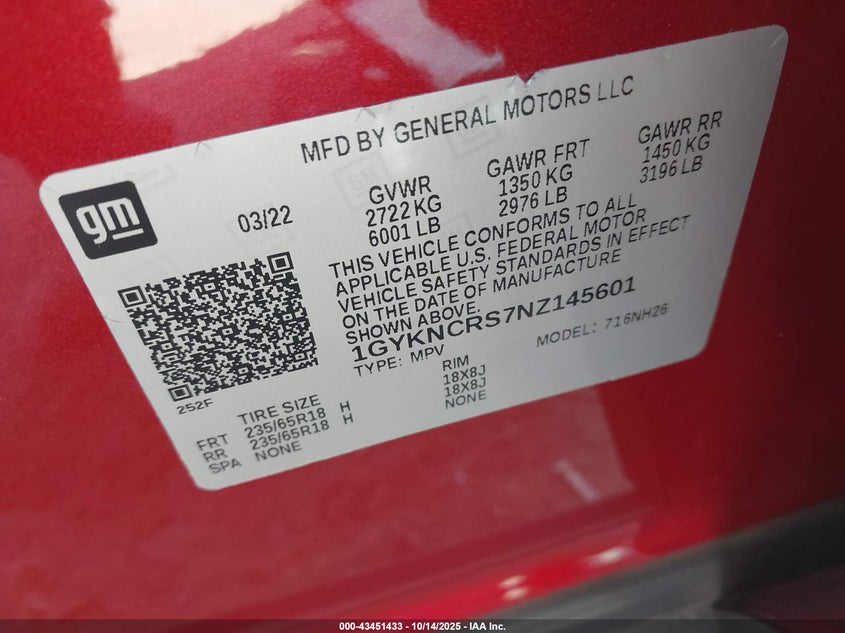 MFD BY GENERAL MOTORS LLC
gm
03/22
GVWR
2722 KG
6001 LB
GAWR FRT
1350 KG
2976 LB
GAWR RR
1450 KG
3196 LB
THIS VEHICLE CONFORMS TO ALL
APPLICABLE U.S. FEDERAL MOTOR
VEHICLE SAFETY STANDARDS IN EFFECT
ON THE DATE OF MANUFACTURE
SHOWN ABOVE.
1GYKNCRS7NZ145601
TYPE: MPV
MODEL: 716NH26
252F
TIRE SIZE
RIM
FRT 235/65R18 H 18X8J
RR 235/65R18 H 18X8J
SPA NONE NONE
000-43451433 - 10/14/2025 - IAA Inc.